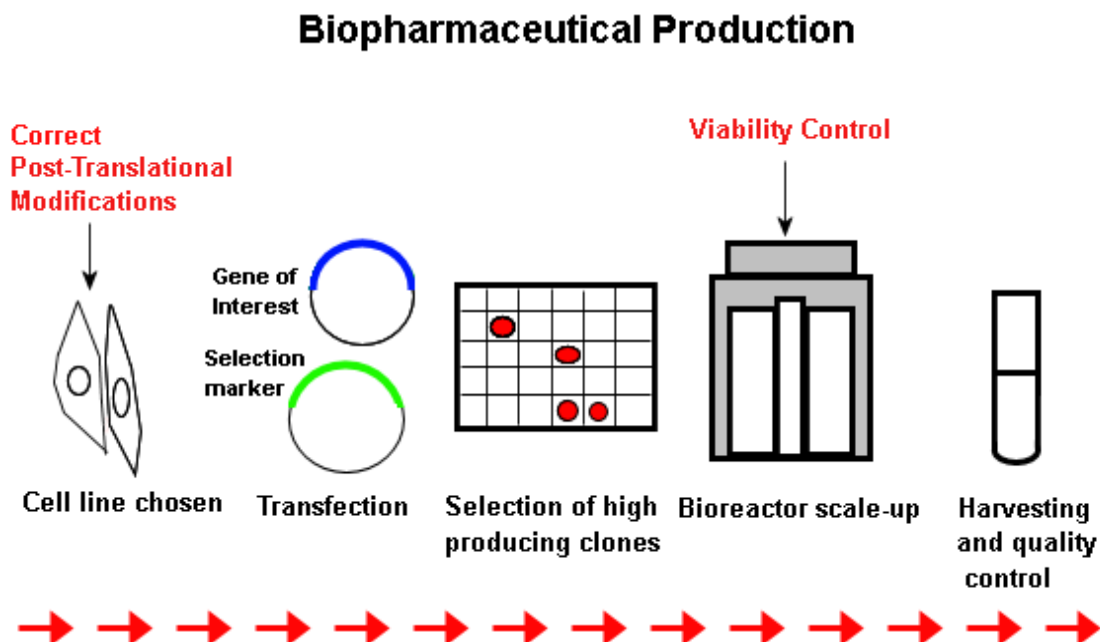 Biopharmaceutical Production
Correct
Post-Translational
Modifications
Viability Control
Gene of
Interest
Selection
marker
Cell line chosen
Transfection
Selection of high
producing clones
Bioreactor scale-up
Harvesting
and quality
control